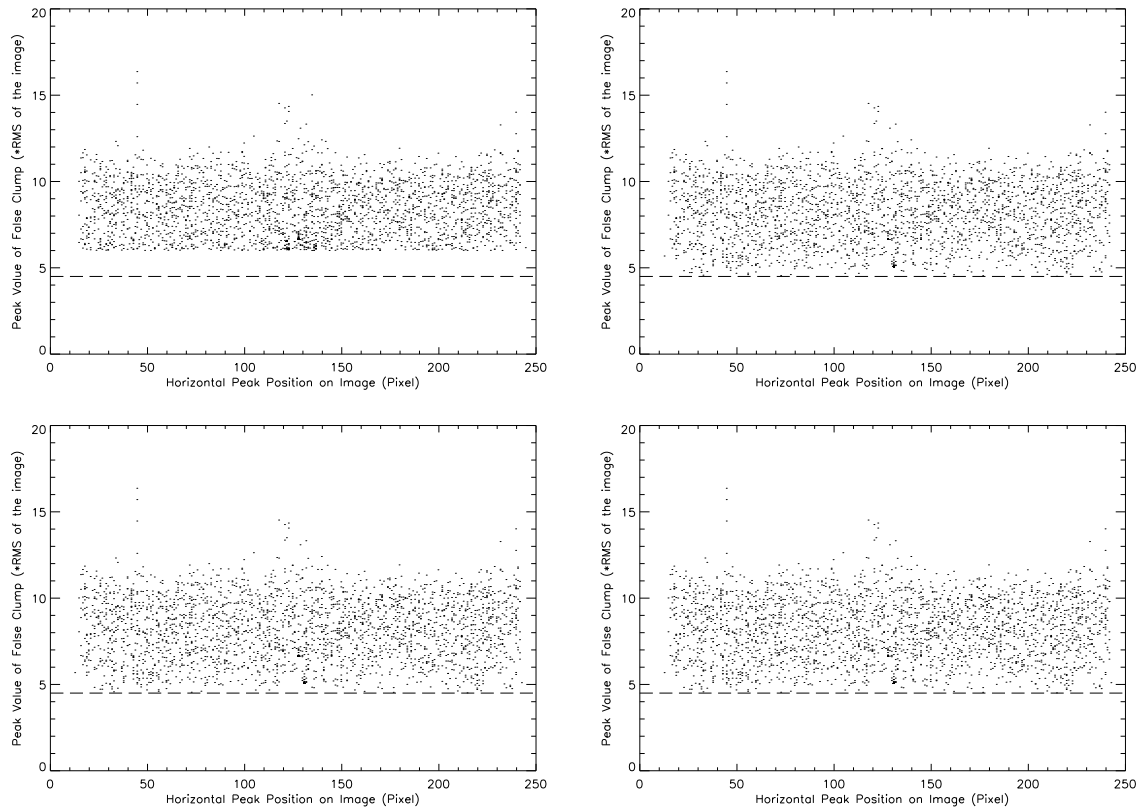 20
15
10
5
0
0 50 100 150 200 250
Peak Value of False Clump (*RMS of the image)
Horizontal Peak Position on Image (Pixel)
20
15
10
5
0
0 50 100 150 200 250
Peak Value of False Clump (*RMS of the image)
Horizontal Peak Position on Image (Pixel)
20
15
10
5
0
0 50 100 150 200 250
Peak Value of False Clump (*RMS of the image)
Horizontal Peak Position on Image (Pixel)
20
15
10
5
0
0 50 100 150 200 250
Peak Value of False Clump (*RMS of the image)
Horizontal Peak Position on Image (Pixel)